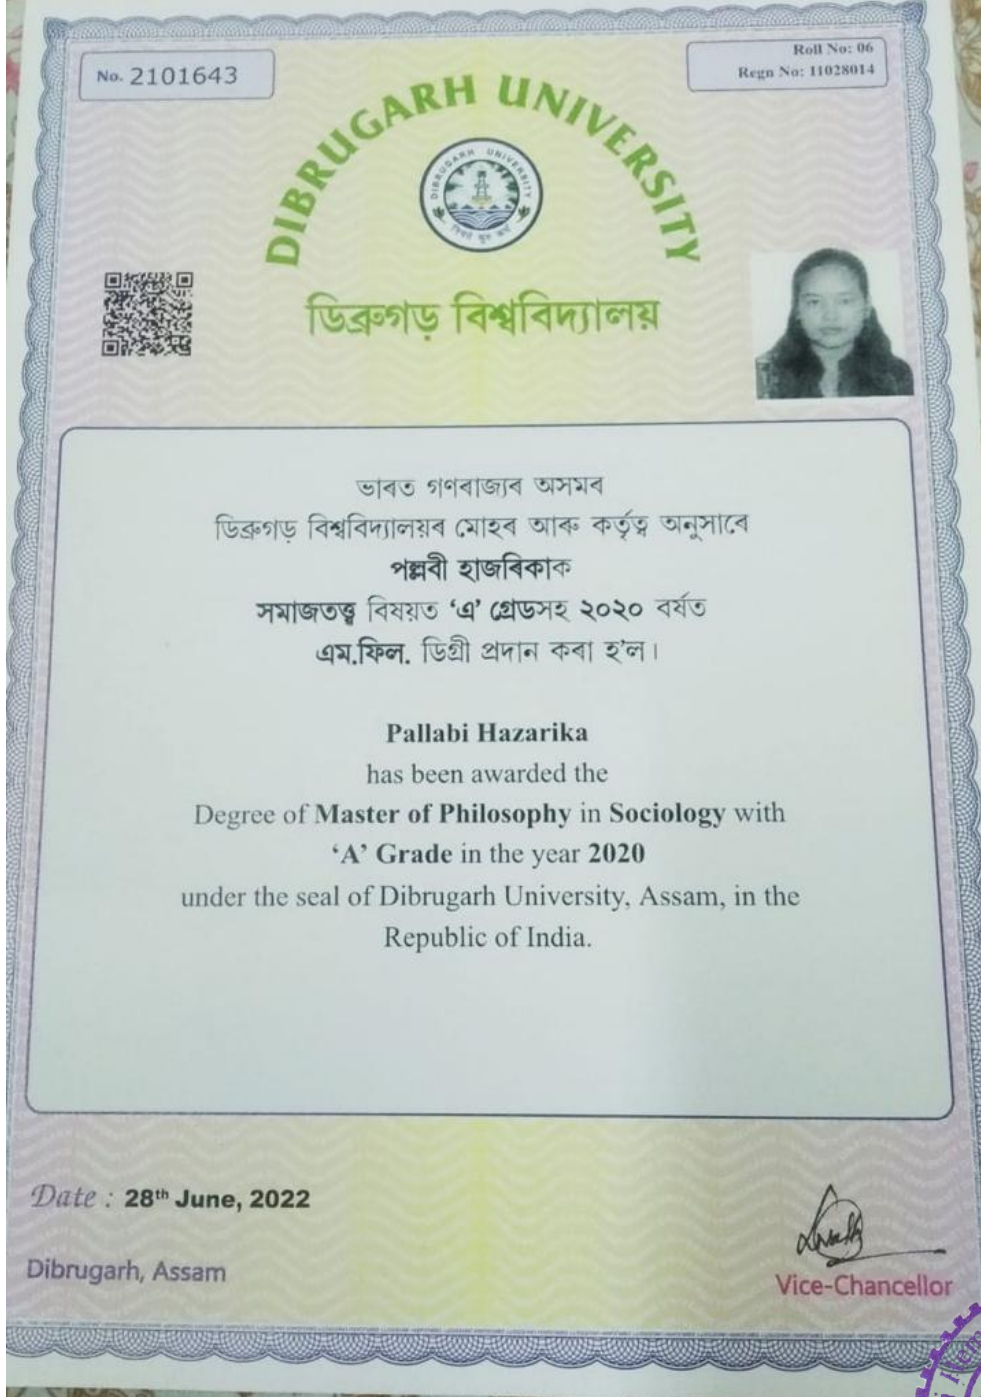 No. 2101643
Roll No: 06
Regn No: 11028014
DIBRUGARH UNIVERSITY
DIBRUGARH UNIVERSITY
ডিব্ৰুগড় বিশ্ববিদ্যালয়
ভাৰত গণৰাজ্যৰ অসমৰ
ডিব্ৰুগড় বিশ্ববিদ্যালয়ৰ মোহৰ আৰু কৰ্তৃত্ব অনুসাৰে
পল্লবী হাজৰিকাক
সমাজতত্ত্ব বিষয়ত ‘এ’ গ্ৰেডসহ ২০২০ বৰ্ষত
এম.ফিল. ডিগ্ৰী প্ৰদান কৰা হ’ল।
Pallabi Hazarika
has been awarded the
Degree of Master of Philosophy in Sociology with
‘A’ Grade in the year 2020
under the seal of Dibrugarh University, Assam, in the
Republic of India.
Date : 28th June, 2022
Dibrugarh, Assam
Vice-Chancellor